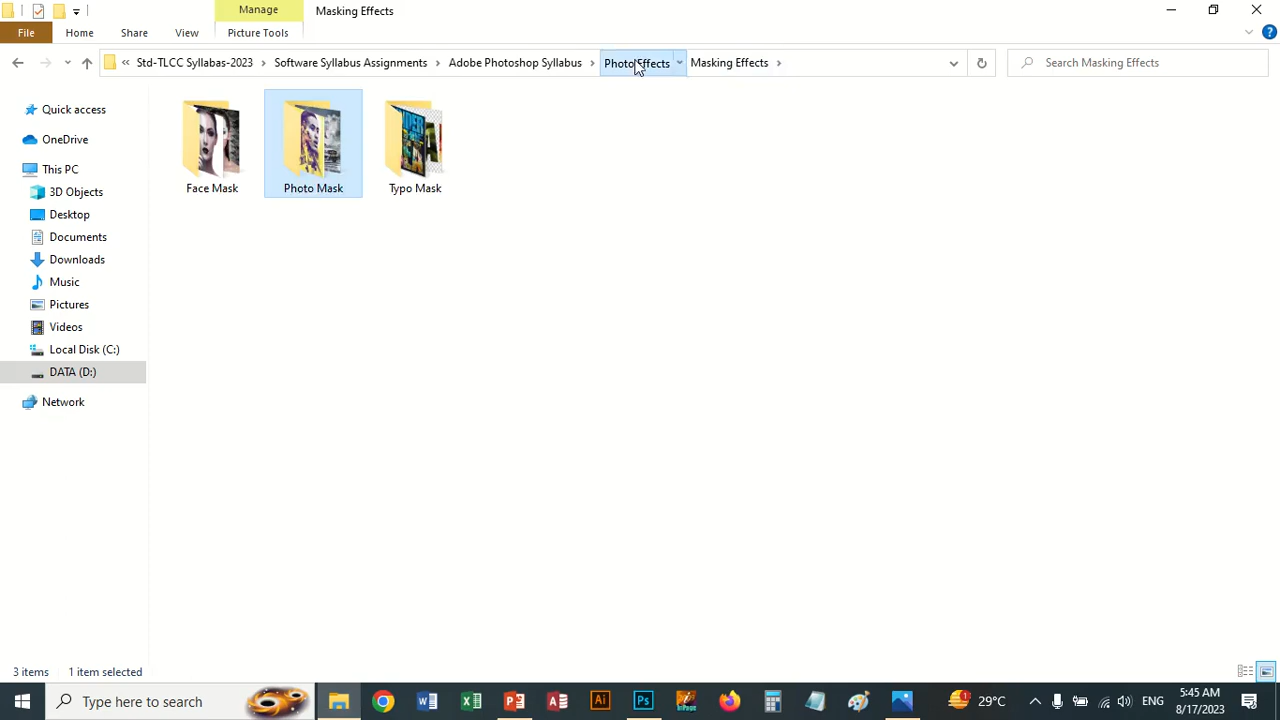 Manage
Masking Effects
File
Home
Share
View
Picture Tools
« Std-TLCC Syllabas-2023 > Software Syllabus Assignments > Adobe Photoshop Syllabus > Photo Effects Masking Effects >
Search Masking Effects
Quick access
OneDrive
This PC
3D Objects
Desktop
Documents
Downloads
Music
Pictures
Videos
Local Disk (C:)
DATA (D:)
Network
Face Mask
Photo Mask
Typo Mask
3 items
1 item selected
Type here to search
Ai
Ps
29°C
ENG
5:45 AM
8/17/2023